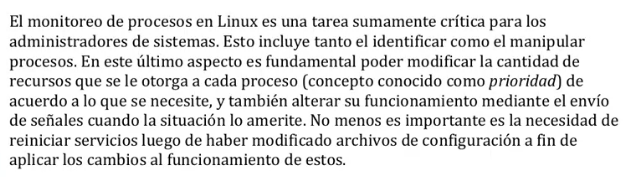 El monitoreo de procesos en Linux es una tarea sumamente crítica para los
administradores de sistemas. Esto incluye tanto el identificar como el manipular
procesos. En este último aspecto es fundamental poder modificar la cantidad de
recursos que se le otorga a cada proceso (concepto conocido como prioridad) de
acuerdo a lo que se necesite, y también alterar su funcionamiento mediante el envío
de señales cuando la situación lo amerite. No menos es importante es la necesidad de
reiniciar servicios luego de haber modificado archivos de configuración a fin de
aplicar los cambios al funcionamiento de estos.